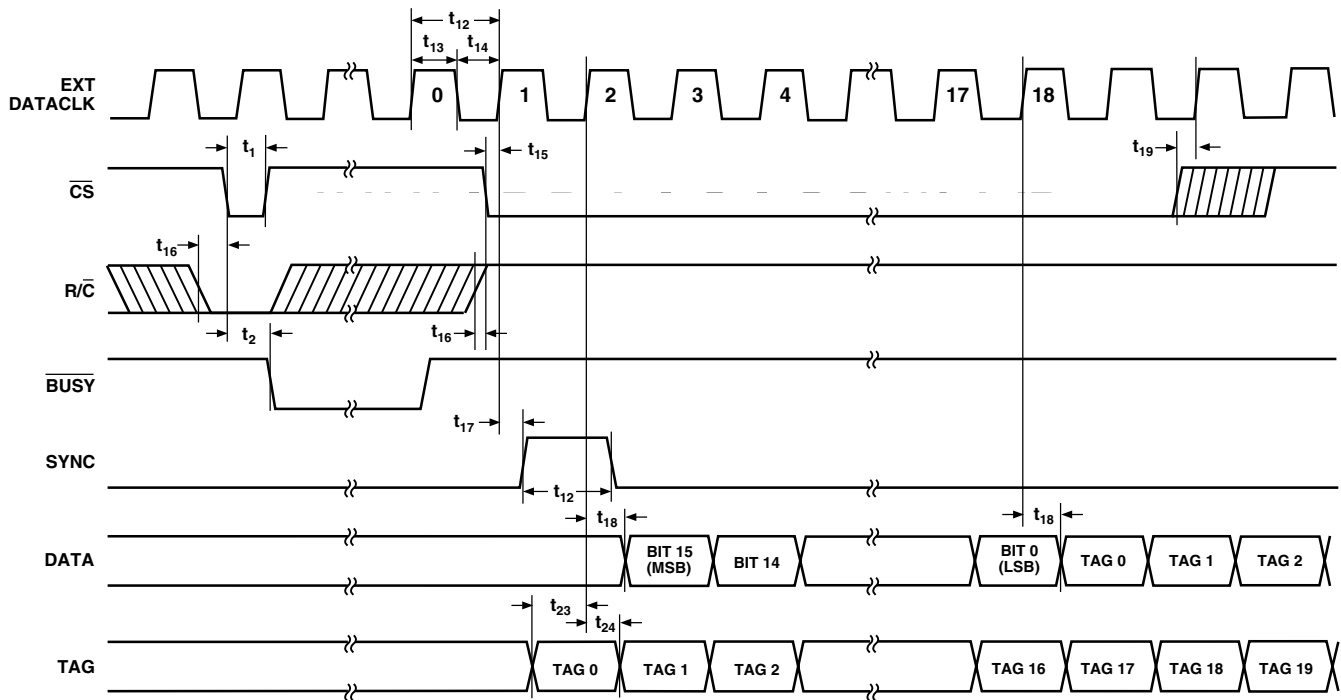 t12
t13 t14
EXT
DATACLK
0 1 2 3 4 17 18
t1 t15 t19
C̅S̅
t16
R/C̅
t2 t16
B̅U̅S̅Y̅
t17
SYNC
t12
t18 t18
DATA
BIT 15
(MSB)
BIT 14
BIT 0
(LSB)
TAG 0 TAG 1 TAG 2
t23
t24
TAG
TAG 0 TAG 1 TAG 2 TAG 16 TAG 17 TAG 18 TAG 19